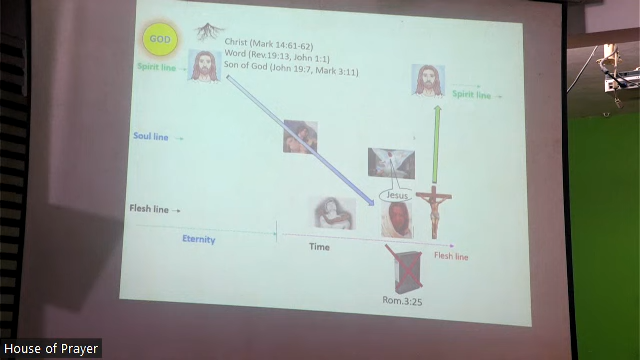 GOD
Christ (Mark 14:61-62)
Word (Rev.19:13, John 1:1)
Son of God (John 19:7, Mark 3:11)
Spirit line
Spirit line
Soul line
Jesus
Flesh line
Eternity
Time
Flesh line
Rom.3:25
House of Prayer